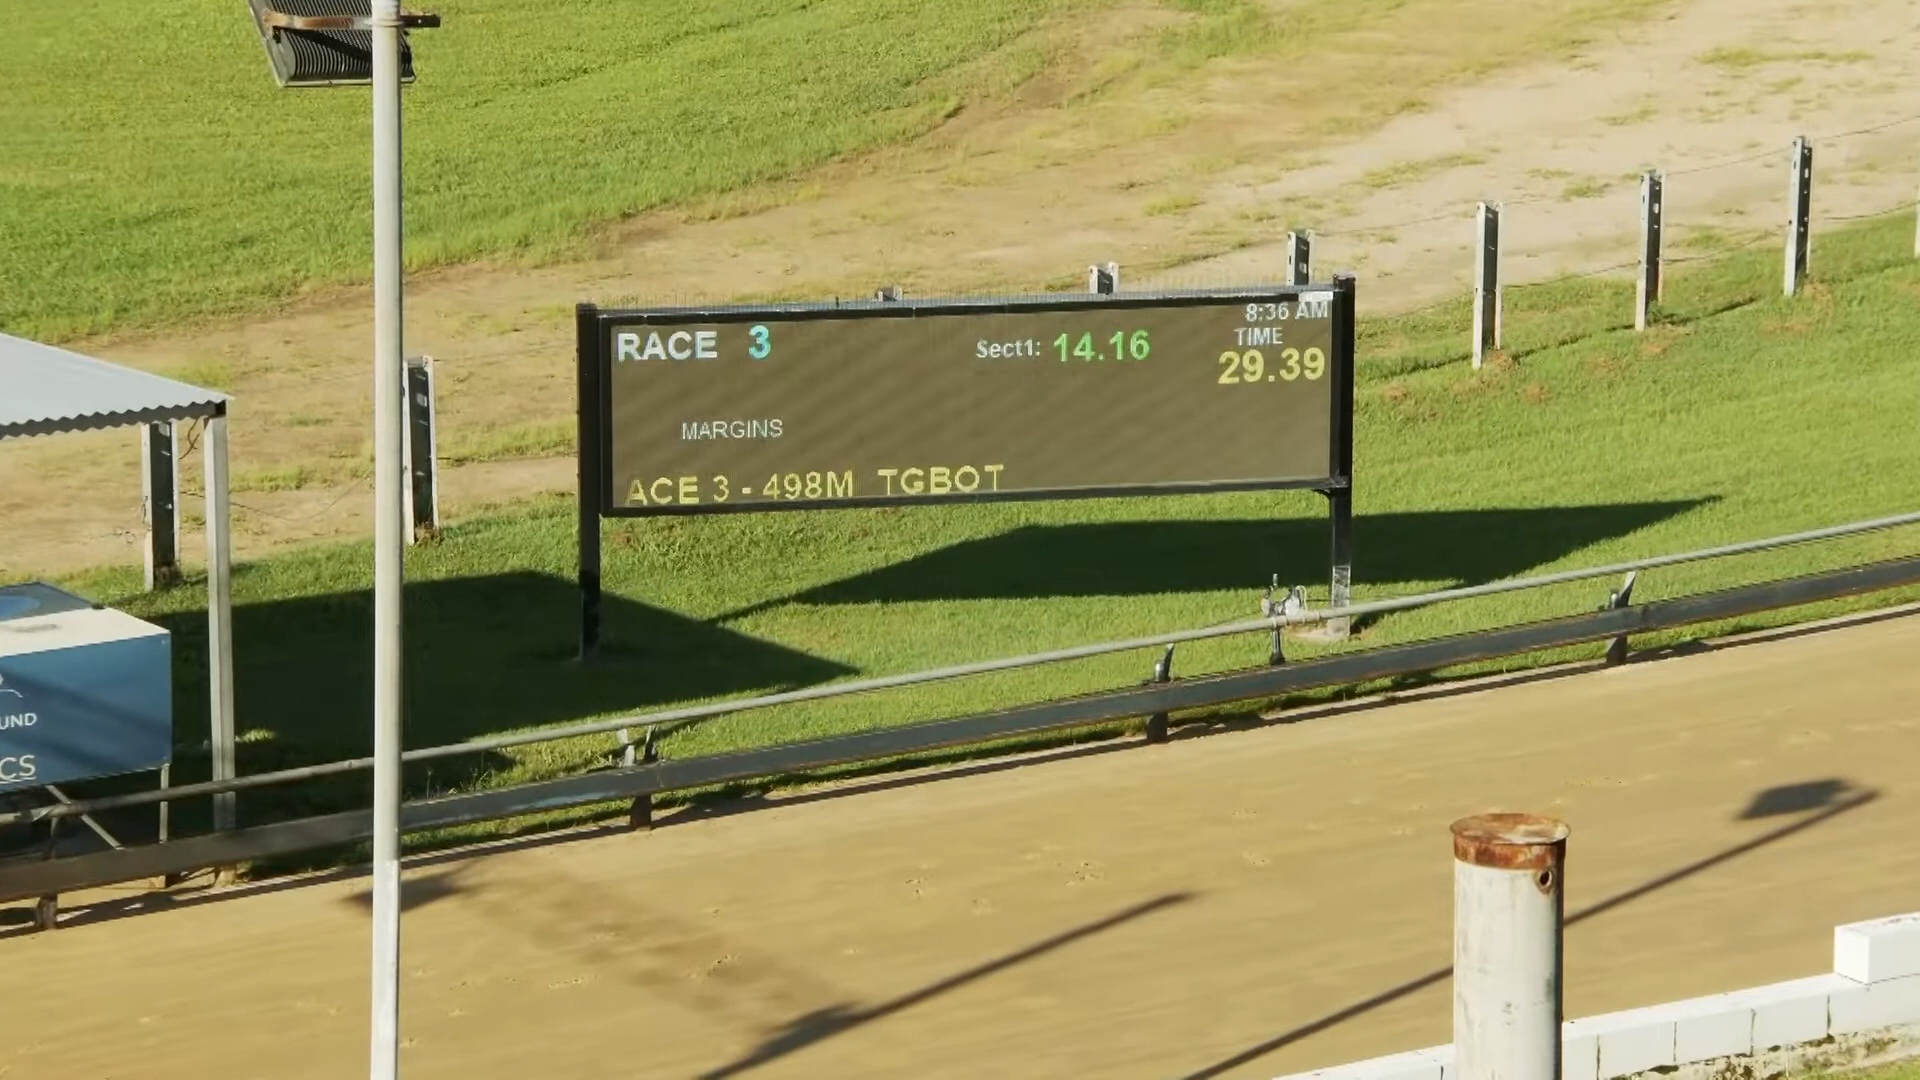 RACE 3
Sect1: 14.16
8:36 AM
TIME
29.39
MARGINS
ACE 3 - 498M TGBOT
UND
CS